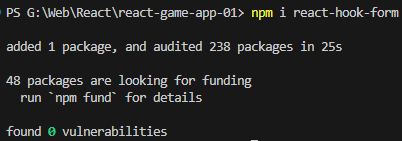 PS G:\Web\React\react-game-app-01> npm i react-hook-form
added 1 package, and audited 238 packages in 25s
48 packages are looking for funding
run `npm fund` for details
found 0 vulnerabilities